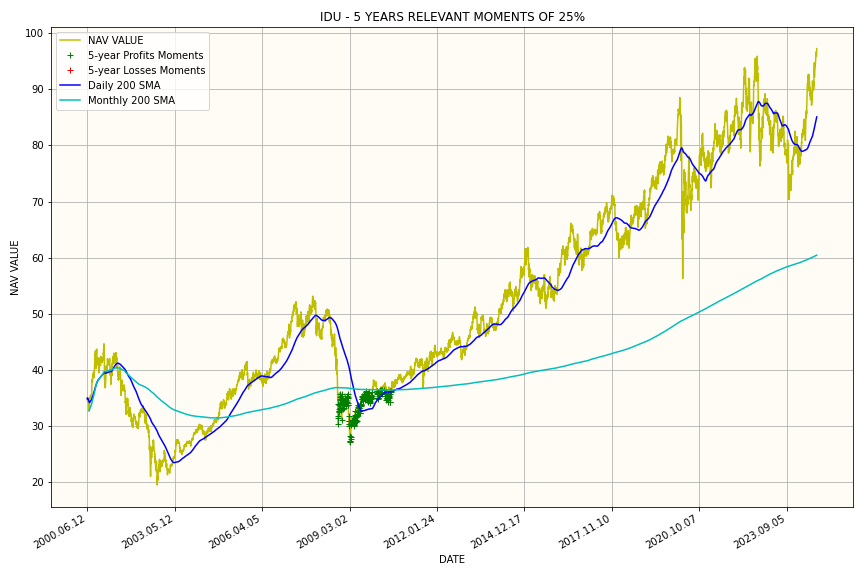 IDU - 5 YEARS RELEVANT MOMENTS OF 25%
NAV VALUE
5-year Profits Moments
5-year Losses Moments
Daily 200 SMA
Monthly 200 SMA
100
90
80
70
60
50
40
30
20
NAV VALUE
2000.06.12
2003.05.12
2006.04.05
2009.03.02
2012.01.24
2014.12.17
2017.11.10
2020.10.07
2023.09.05
DATE